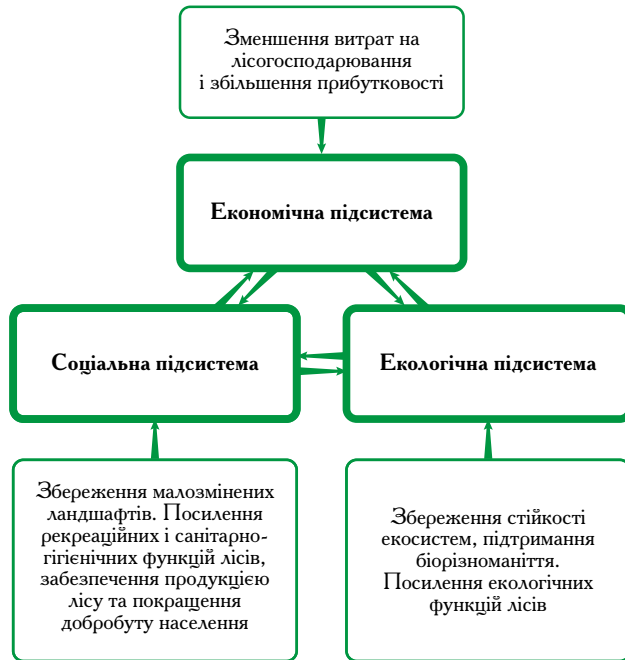 Зменшення витрат на
лісогосподарювання
і збільшення прибутковості
Економічна підсистема
Соціальна підсистема
Екологічна підсистема
Збереження малозмінених
ландшафтів. Посилення
рекреаційних і санітарно-
гігієнічних функцій лісів,
забезпечення продукцією
лісу та покращення
добробуту населення
Збереження стійкості
екосистем, підтримання
біорізноманіття.
Посилення екологічних
функцій лісів